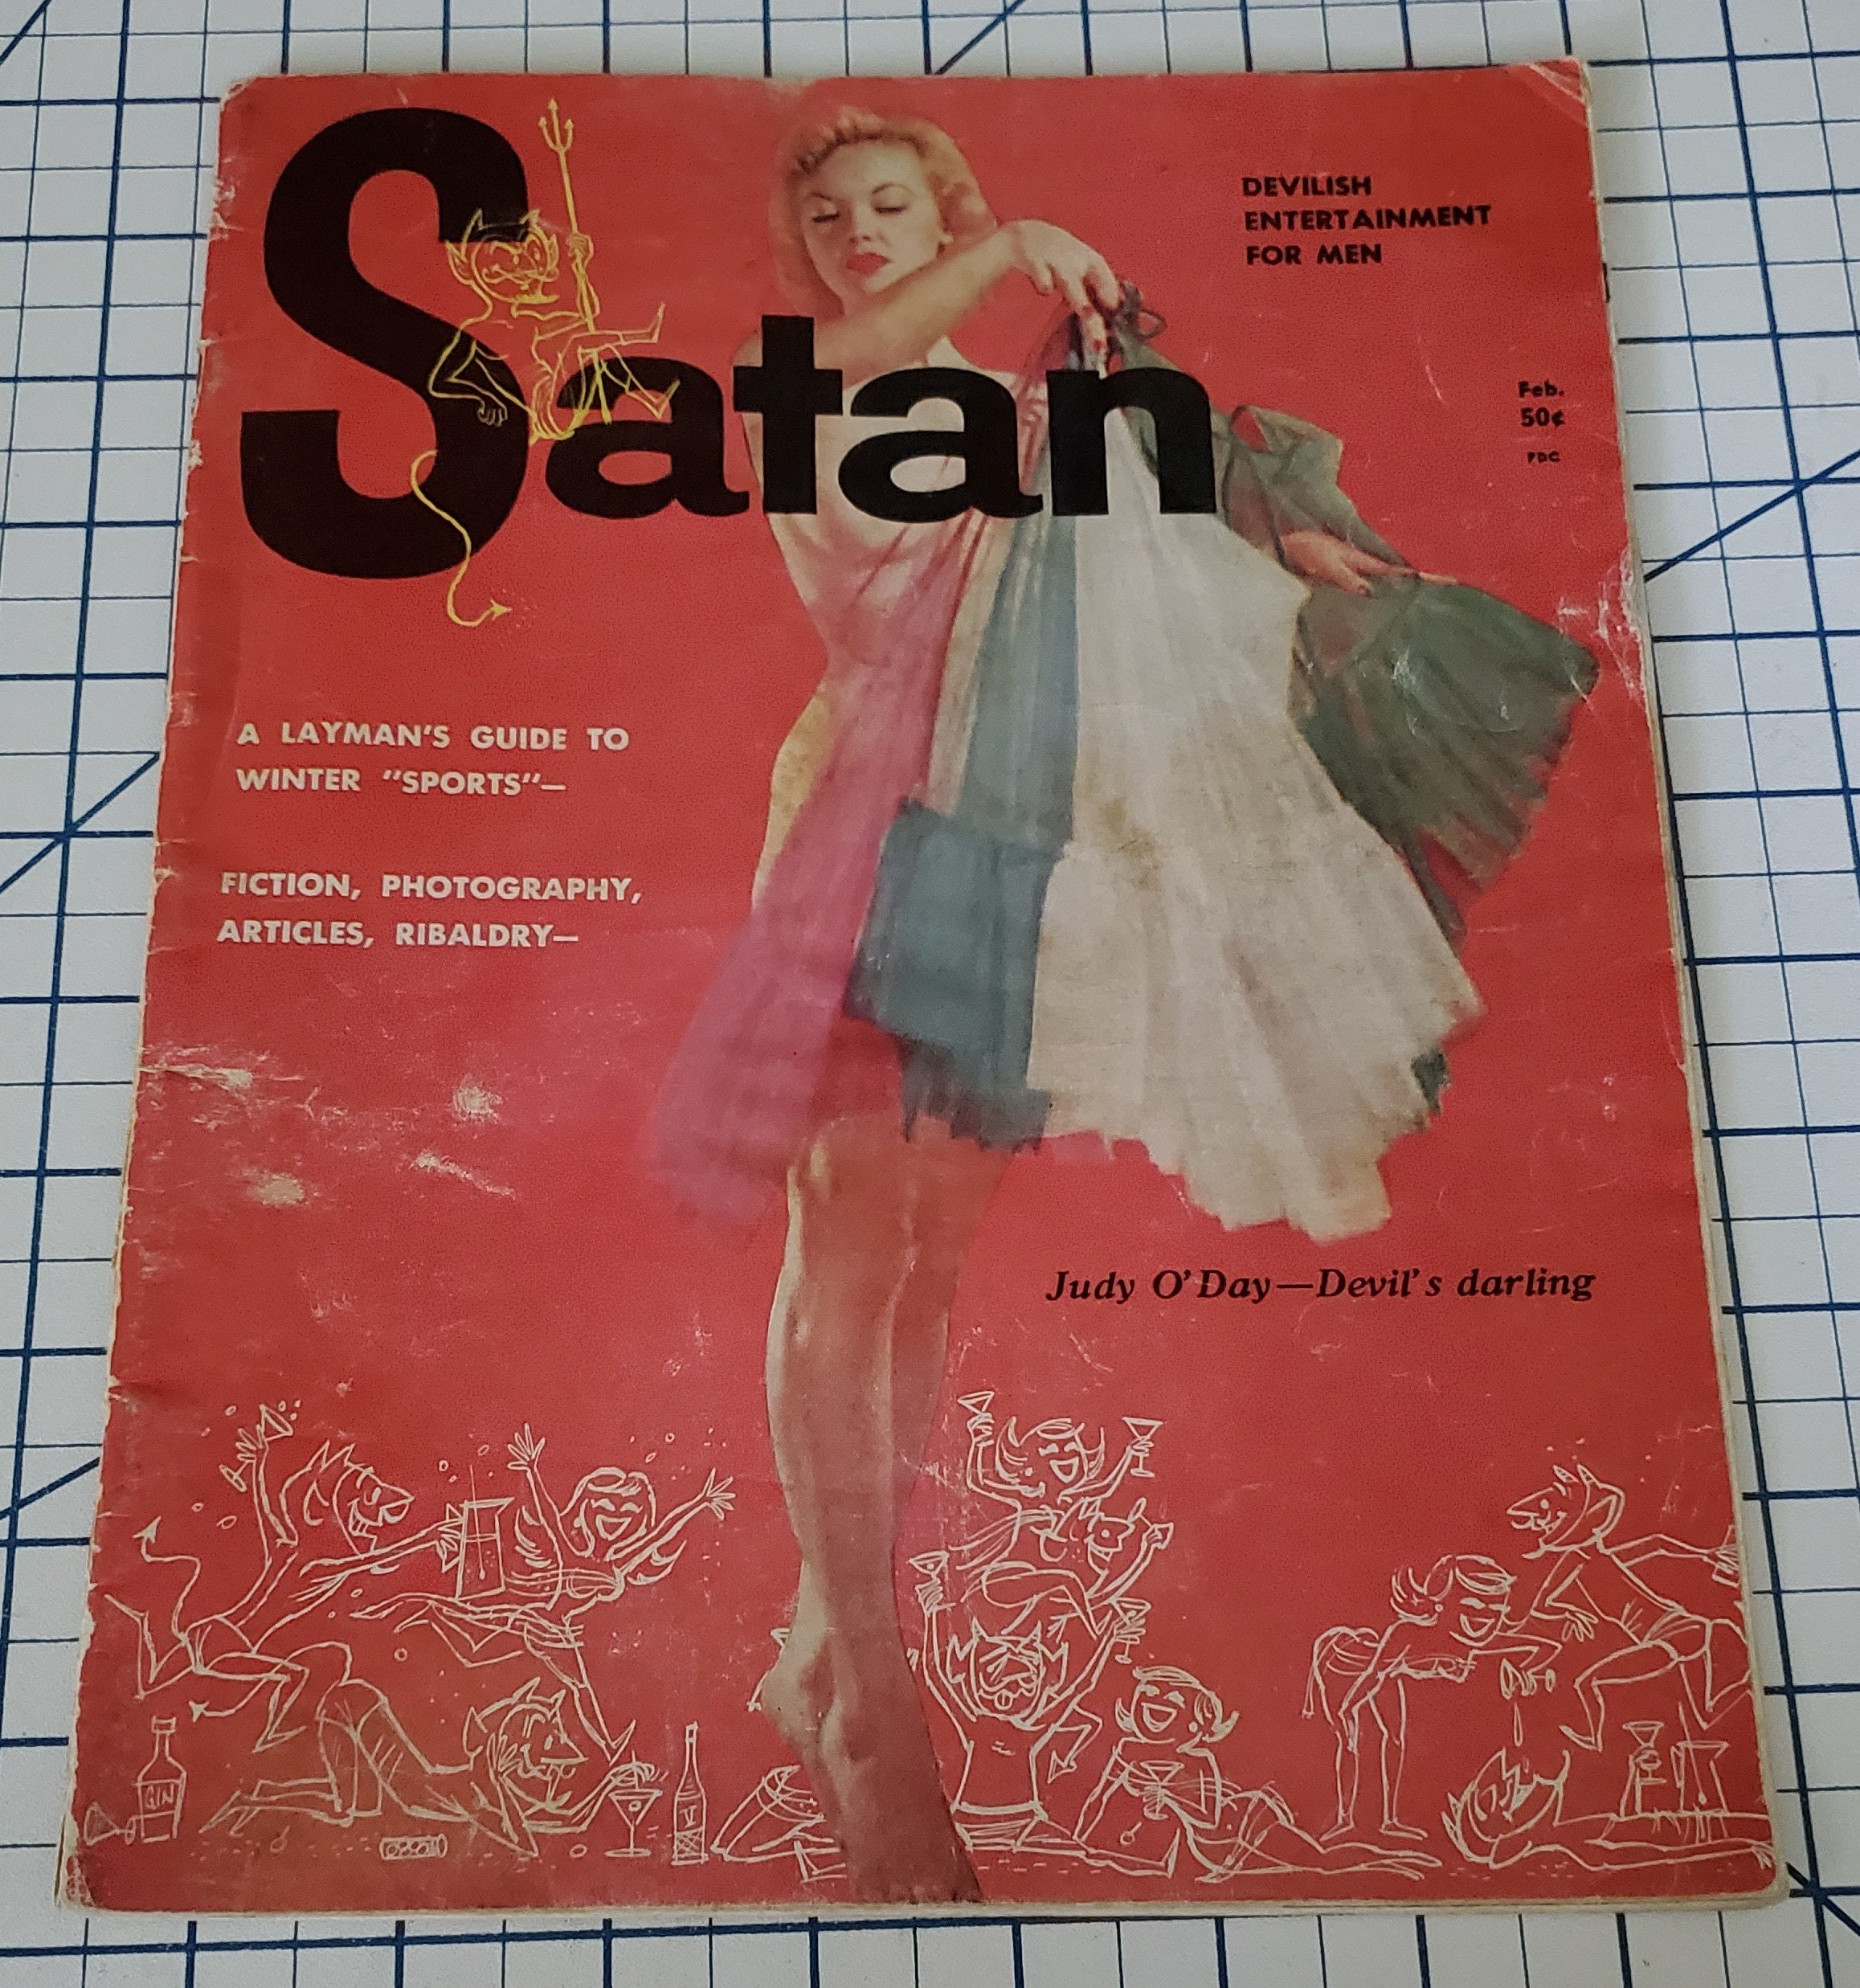 Satan
DEVILISH
ENTERTAINMENT
FOR MEN
Feb.
50¢
PDC
A LAYMAN'S GUIDE TO
WINTER "SPORTS"—
FICTION, PHOTOGRAPHY,
ARTICLES, RIBALDRY—
Judy O'Day—Devil's darling
GIN
V